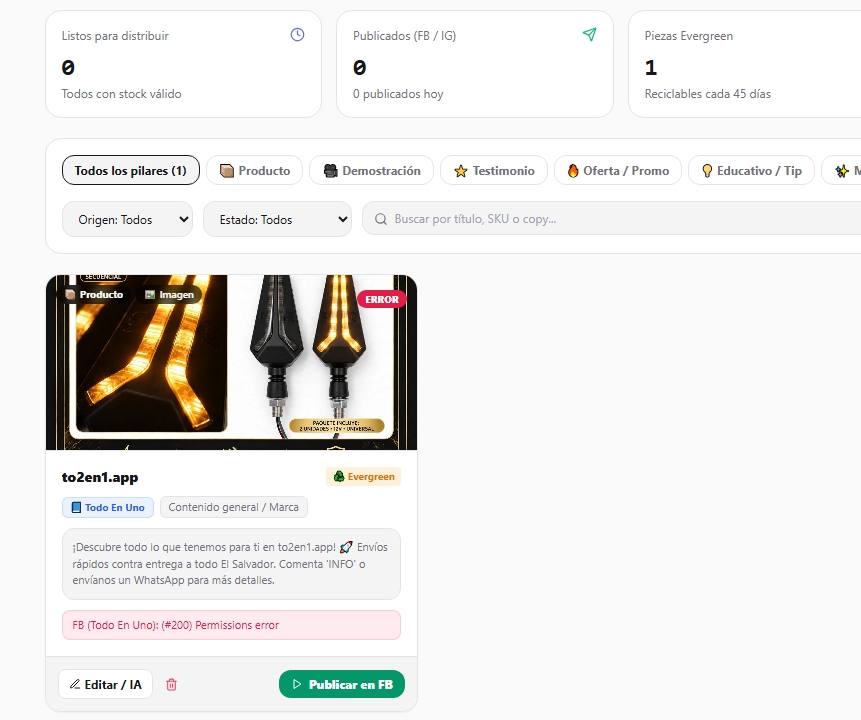 Listos para distribuir
0
Todos con stock válido
Publicados (FB / IG)
0
0 publicados hoy
Piezas Evergreen
1
Reciclables cada 45 días
Todos los pilares (1)
Producto
Demostración
Testimonio
Oferta / Promo
Educativo / Tip
M
Origen: Todos
Estado: Todos
Buscar por título, SKU o copy...
SECUENCIAL
Producto
Imagen
ERROR
PAQUETE INCLUYE:
2 UNIDADES • 12V • UNIVERSAL
to2en1.app
Evergreen
Todo En Uno
Contenido general / Marca
¡Descubre todo lo que tenemos para ti en to2en1.app! 🚀 Envíos
rápidos contra entrega a todo El Salvador. Comenta 'INFO' o
envíanos un WhatsApp para más detalles.
FB (Todo En Uno): (#200) Permissions error
Editar / IA
Publicar en FB